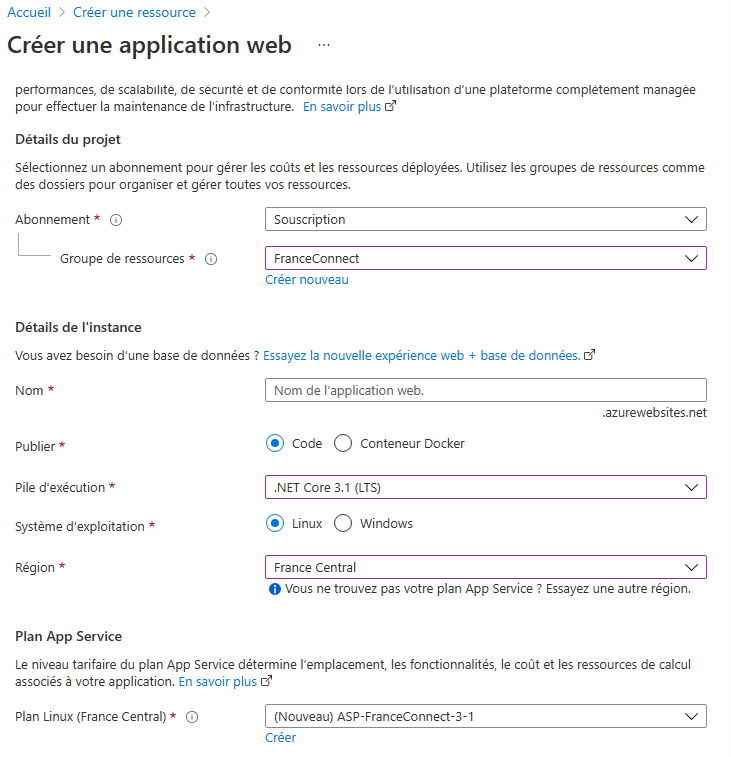 Accueil > Créer une ressource >
Créer une application web ...
performances, de scalabilité, de sécurité et de conformité lors de l'utilisation d'une plateforme complètement managée
pour effectuer la maintenance de l'infrastructure. En savoir plus
Détails du projet
Sélectionnez un abonnement pour gérer les coûts et les ressources déployées. Utilisez les groupes de ressources comme
des dossiers pour organiser et gérer toutes vos ressources.
Abonnement * Souscription
Groupe de ressources * FranceConnect
Créer nouveau
Détails de l'instance
Vous avez besoin d'une base de données ? Essayez la nouvelle expérience web + base de données.
Nom * Nom de l'application web.
.azurewebsites.net
Publier * Code Conteneur Docker
Pile d'exécution * .NET Core 3.1 (LTS)
Système d'exploitation * Linux Windows
Région * France Central
Vous ne trouvez pas votre plan App Service ? Essayez une autre région.
Plan App Service
Le niveau tarifaire du plan App Service détermine l'emplacement, les fonctionnalités, le coût et les ressources de calcul
associés à votre application. En savoir plus
Plan Linux (France Central) * (Nouveau) ASP-FranceConnect-3-1
Créer